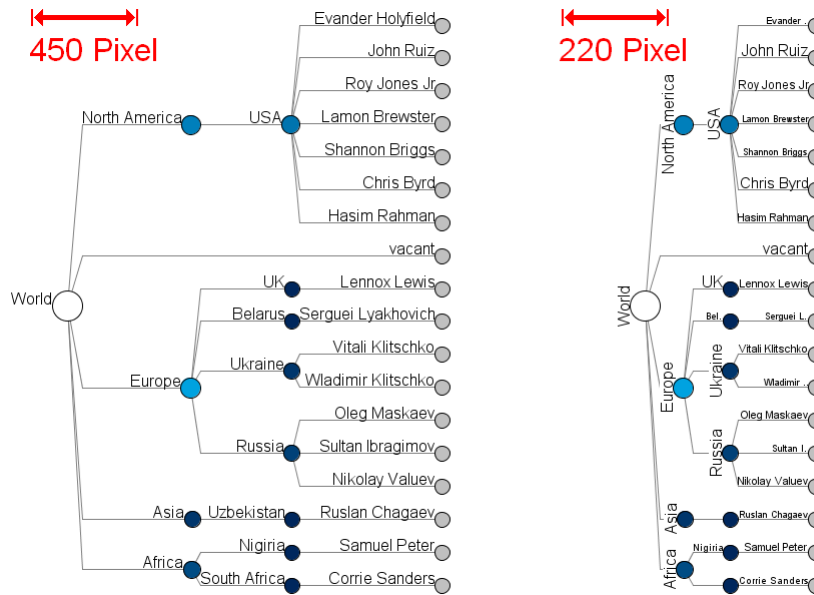 450 Pixel
Evander Holyfield
John Ruiz
Roy Jones Jr
North America
USA
Lamon Brewster
Shannon Briggs
Chris Byrd
Hasim Rahman
vacant
World
UK
Lennox Lewis
Belarus
Serguei Lyakhovich
Vitali Klitschko
Ukraine
Europe
Wladimir Klitschko
Oleg Maskaev
Russia
Sultan Ibragimov
Nikolay Valuev
Asia
Uzbekistan
Ruslan Chagaev
Nigiria
Samuel Peter
Africa
South Africa
Corrie Sanders
220 Pixel
Evander .
John Ruiz
Roy Jones Jr
North America
USA
Lamon Brewster
Shannon Briggs
Chris Byrd
Hasim Rahman
vacant
World
UK
Lennox Lewis
Bel.
Serguei L.
Vitali Klitschko
Ukraine
Europe
Wladimir ..
Oleg Maskaev
Russia
Sultan I.
Nikolay Valuev
Asia
Ruslan Chagaev
Nigiria
Samuel Peter
Africa
Corrie Sanders